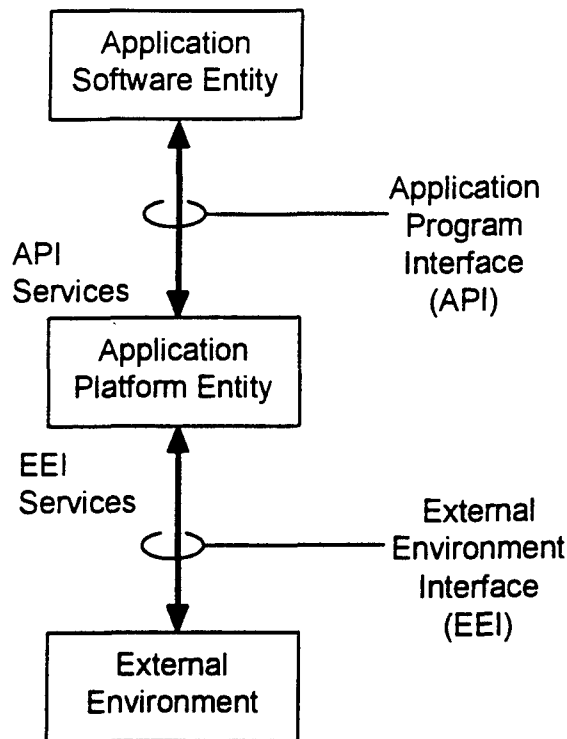 Application
Software Entity
Application
Program
Interface
(API)
API
Services
Application
Platform Entity
EEI
Services
External
Environment
Interface
(EEI)
External
Environment